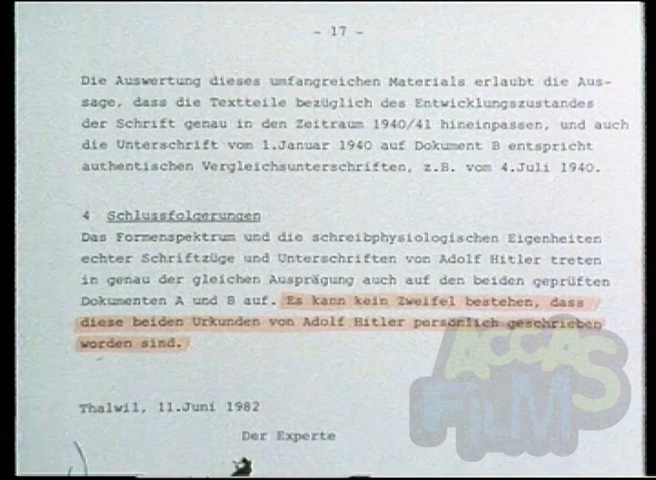 - 17 -
Die Auswertung dieses umfangreichen Materials erlaubt die Aus-
sage, dass die Textteile bezüglich des Entwicklungszustandes
der Schrift genau in den Zeitraum 1940/41 hineinpassen, und auch
die Unterschrift vom 1.Januar 1940 auf Dokument B entspricht
authentischen Vergleichsunterschriften, z.B. vom 4.Juli 1940.
4 Schlussfolgerungen
Das Formenspektrum und die schreibphysiologischen Eigenheiten
echter Schriftzüge und Unterschriften von Adolf Hitler treten
in genau der gleichen Ausprägung auch auf den beiden geprüften
Dokumenten A und B auf. Es kann kein Zweifel bestehen, dass
diese beiden Urkunden von Adolf Hitler persönlich geschrieben
worden sind.
Thalwil, 11.Juni 1982
Der Experte
ACCAS
FILM